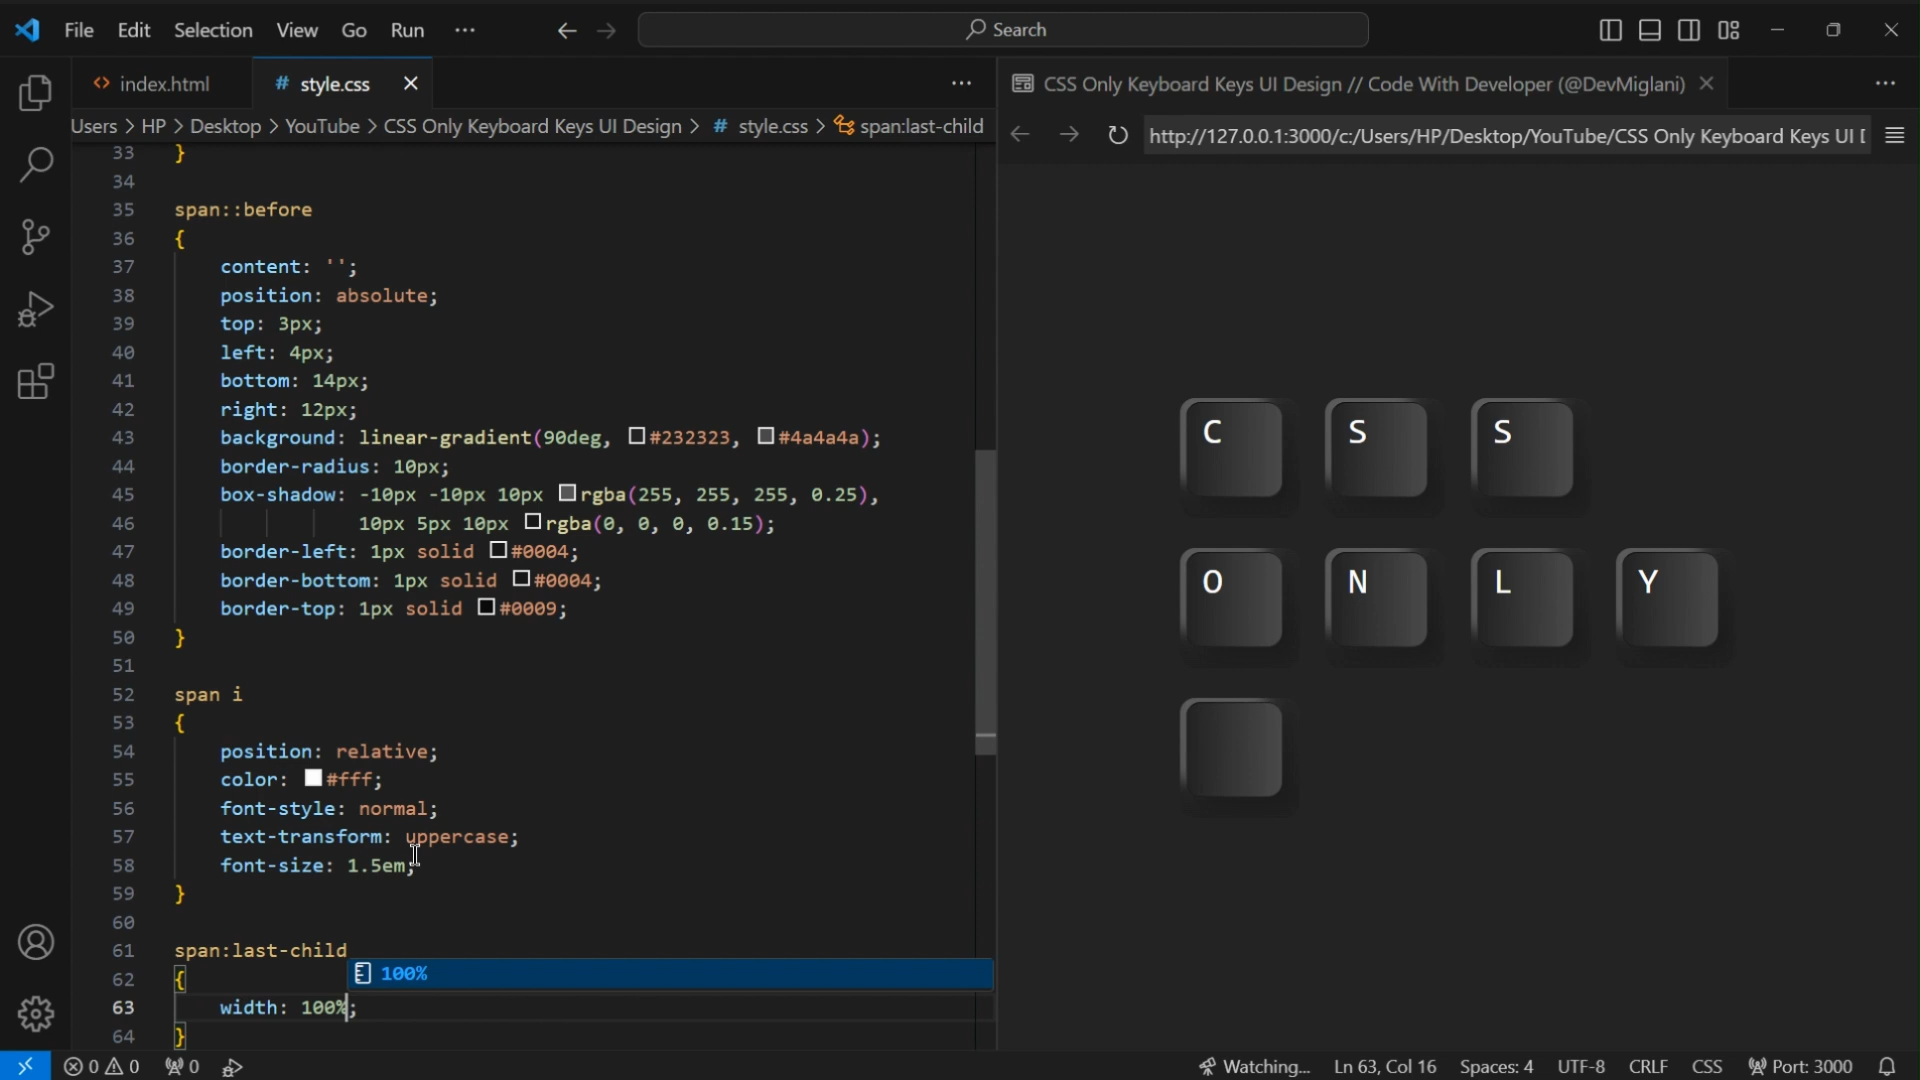 File Edit Selection View Go Run ··· Search
index.html # style.css
CSS Only Keyboard Keys UI Design // Code With Developer (@DevMiglani)
Users > HP > Desktop > YouTube > CSS Only Keyboard Keys UI Design > # style.css > span:last-child
http://127.0.0.1:3000/c:/Users/HP/Desktop/YouTube/CSS Only Keyboard Keys UI
33 }
34
35 span::before
36 {
37 content: '';
38 position: absolute;
39 top: 3px;
40 left: 4px;
41 bottom: 14px;
42 right: 12px;
43 background: linear-gradient(90deg, #232323, #4a4a4a);
44 border-radius: 10px;
45 box-shadow: -10px -10px 10px rgba(255, 255, 255, 0.25),
46 10px 5px 10px rgba(0, 0, 0, 0.15);
47 border-left: 1px solid #0004;
48 border-bottom: 1px solid #0004;
49 border-top: 1px solid #0009;
50 }
51
52 span i
53 {
54 position: relative;
55 color: #fff;
56 font-style: normal;
57 text-transform: uppercase;
58 font-size: 1.5em;
59 }
60
61 span:last-child
100%
62 {
63 width: 100%;
64 }
C S S
O N L Y
0 0 0
Watching... Ln 63, Col 16 Spaces: 4 UTF-8 CRLF CSS Port: 3000